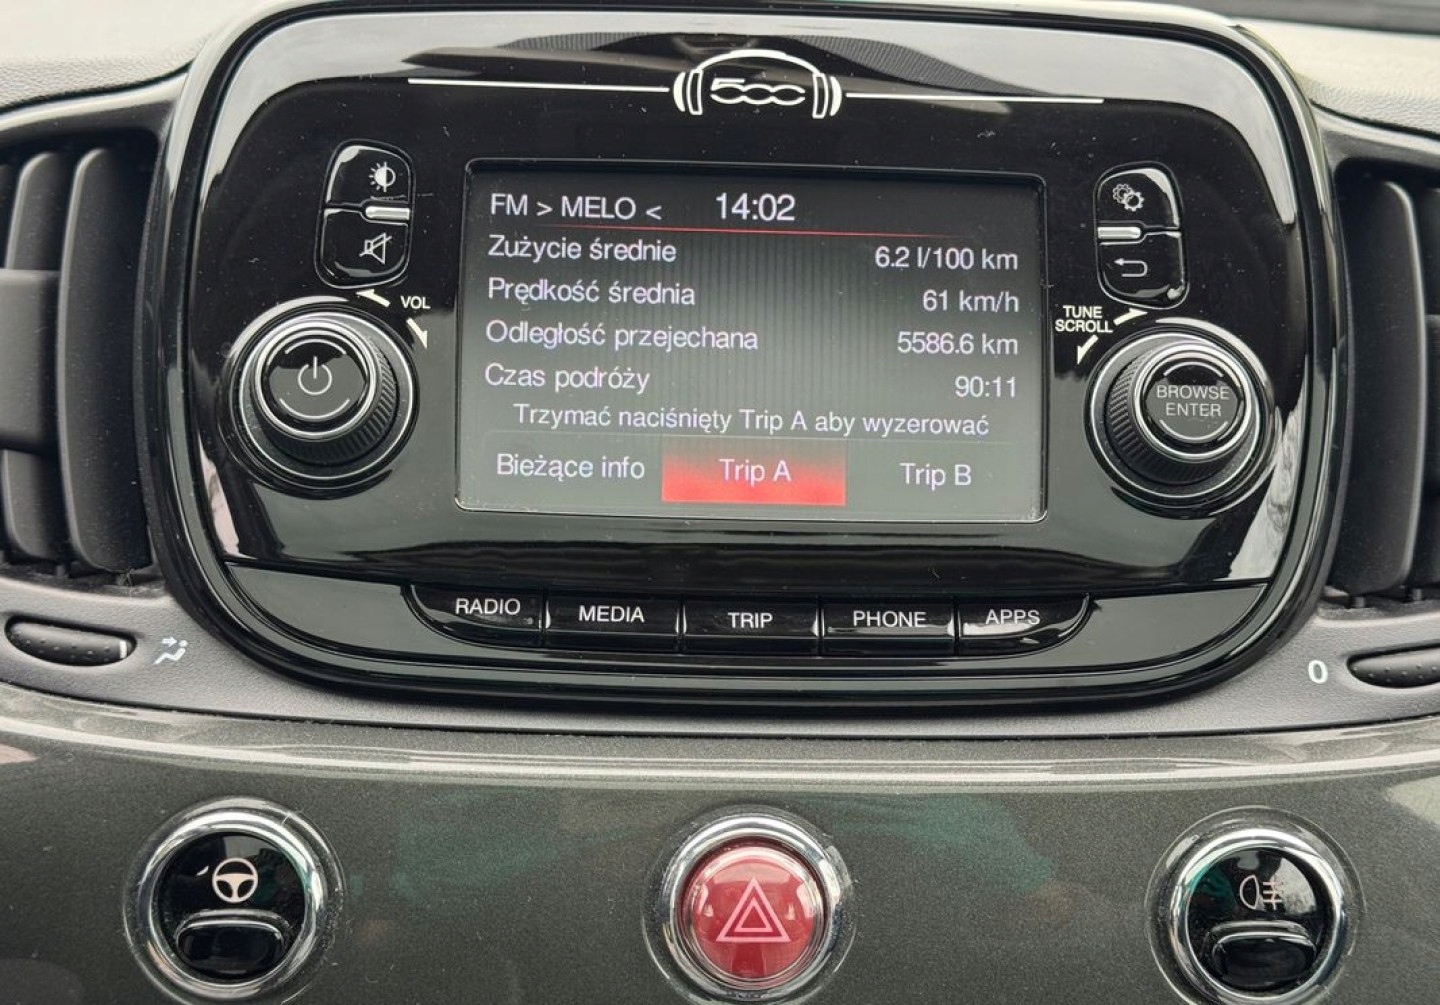 500
FM > MELO < 14:02
Zużycie średnie 6.2 l/100 km
Prędkość średnia 61 km/h
Odległość przejechana 5586.6 km
Czas podróży 90:11
Trzymać naciśnięty Trip A aby wyzerować
Bieżące info Trip A Trip B
VOL
TUNE
SCROLL
BROWSE
ENTER
RADIO MEDIA TRIP PHONE APPS
0